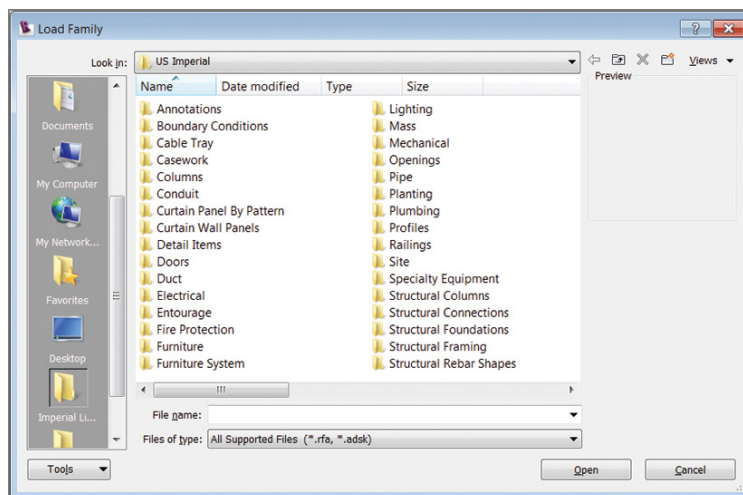 Load Family
Look in: US Imperial Views
Preview
Name Date modified Type Size
Documents
My Computer
My Network...
Favorites
Desktop
Imperial Li...
Annotations
Boundary Conditions
Cable Tray
Casework
Columns
Conduit
Curtain Panel By Pattern
Curtain Wall Panels
Detail Items
Doors
Duct
Electrical
Entourage
Fire Protection
Furniture
Furniture System
Lighting
Mass
Mechanical
Openings
Pipe
Planting
Plumbing
Profiles
Railings
Site
Specialty Equipment
Structural Columns
Structural Connections
Structural Foundations
Structural Framing
Structural Rebar Shapes
File name:
Files of type: All Supported Files (*.rfa, *.adsk)
Tools Open Cancel